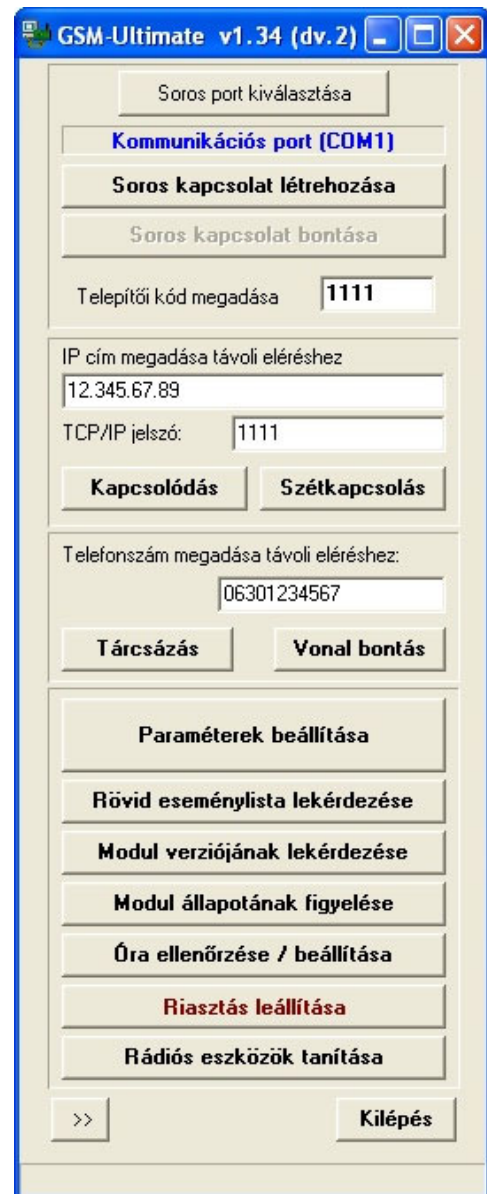 GSM-Ultimate v1.34 (dv.2)
Soros port kiválasztása
Kommunikációs port (COM1)
Soros kapcsolat létrehozása
Soros kapcsolat bontása
Telepítői kód megadása 1111
IP cím megadása távoli eléréshez
12.345.67.89
TCP/IP jelszó: 1111
Kapcsolódás Szétkapcsolás
Telefonszám megadása távoli eléréshez:
06301234567
Tárcsázás Vonal bontás
Paraméterek beállítása
Rövid eseménylista lekérdezése
Modul verziójának lekérdezése
Modul állapotának figyelése
Óra ellenőrzése / beállítása
Riasztás leállítása
Rádiós eszközök tanítása
>> Kilépés